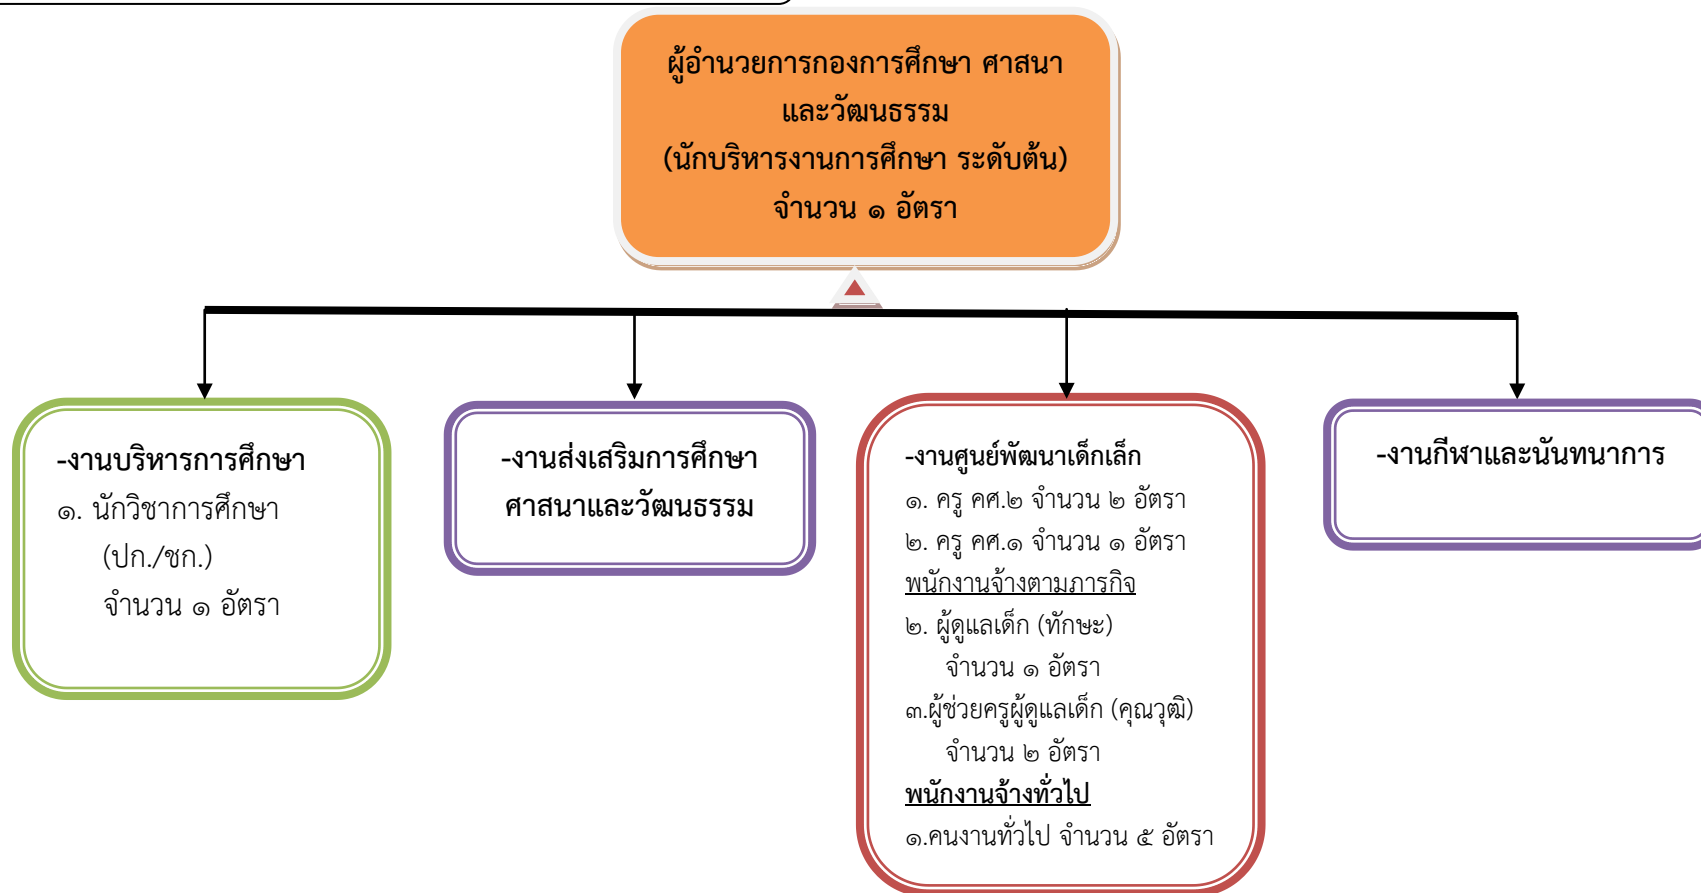 ผู้อำนวยการกองการศึกษา ศาสนา
และวัฒนธรรม
(นักบริหารงานการศึกษา ระดับต้น)
จำนวน ๑ อัตรา
-งานบริหารการศึกษา
๑. นักวิชาการศึกษา
(ปก./ชก.)
จำนวน ๑ อัตรา
-งานส่งเสริมการศึกษา
ศาสนาและวัฒนธรรม
-งานศูนย์พัฒนาเด็กเล็ก
๑. ครู คศ.๒ จำนวน ๒ อัตรา
๒. ครู คศ.๑ จำนวน ๑ อัตรา
พนักงานจ้างตามภารกิจ
๒. ผู้ดูแลเด็ก (ทักษะ)
จำนวน ๑ อัตรา
๓.ผู้ช่วยครูผู้ดูแลเด็ก (คุณวุฒิ)
จำนวน ๒ อัตรา
พนักงานจ้างทั่วไป
๑.คนงานทั่วไป จำนวน ๕ อัตรา
-งานกีฬาและนันทนาการ